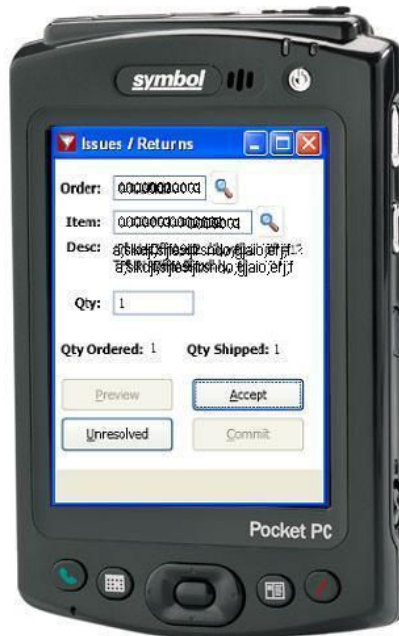 symbol
Issues / Returns
Order:
Item:
Desc:
Qty: 1
Qty Ordered: 1 Qty Shipped: 1
Preview Accept
Unresolved Commit
Pocket PC